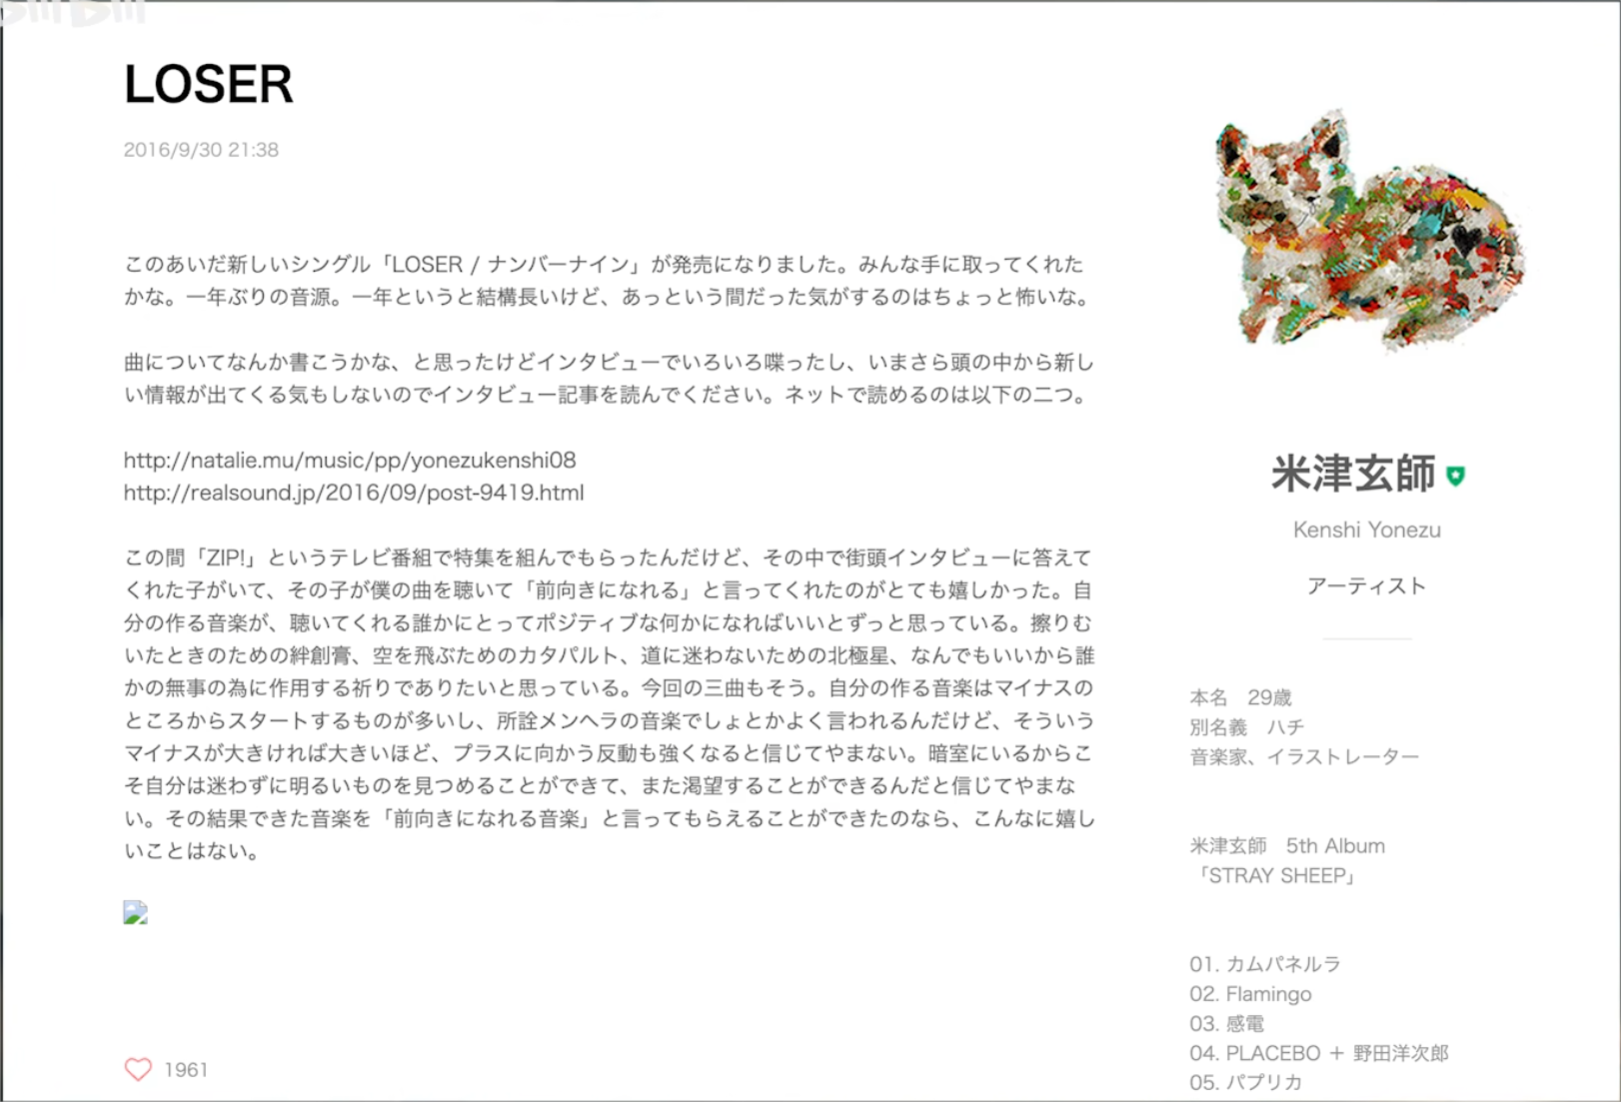 LOSER
2016/9/30 21:38
このあいだ新しいシングル「LOSER / ナンバーナイン」が発売になりました。みんな手に取ってくれた
かな。一年ぶりの音源。一年というと結構長いけど、あっという間だった気がするのはちょっと怖いな。
曲についてなんか書こうかな、と思ったけどインタビューでいろいろ喋ったし、いまさら頭の中から新し
い情報が出てくる気もしないのでインタビュー記事を読んでください。ネットで読めるのは以下の二つ。
http://natalie.mu/music/pp/yonezukenshi08
http://realsound.jp/2016/09/post-9419.html
この間「ZIP!」というテレビ番組で特集を組んでもらったんだけど、その中で街頭インタビューに答えて
くれた子がいて、その子が僕の曲を聴いて「前向きになれる」と言ってくれたのがとても嬉しかった。自
分の作る音楽が、聴いてくれる誰かにとってポジティブな何かになればいいとずっと思っている。擦りむ
いたときのための絆創膏、空を飛ぶためのカタパルト、道に迷わないための北極星、なんでもいいから誰
かの無事の為に作用する祈りでありたいと思っている。今回の三曲もそう。自分の作る音楽はマイナスの
ところからスタートするものが多いし、所詮メンヘラの音楽でしょとかよく言われるんだけど、そういう
マイナスが大きければ大きいほど、プラスに向かう反動も強くなると信じてやまない。暗室にいるからこ
そ自分は迷わずに明るいものを見つめることができて、また渇望することができるんだと信じてやまな
い。その結果できた音楽を「前向きになれる音楽」と言ってもらえることができたのなら、こんなに嬉し
いことはない。
1961
米津玄師
Kenshi Yonezu
アーティスト
本名　29歳
別名義　ハチ
音楽家、イラストレーター
米津玄師　5th Album
「STRAY SHEEP」
01. カムパネルラ
02. Flamingo
03. 感電
04. PLACEBO ＋ 野田洋次郎
05. パプリカ